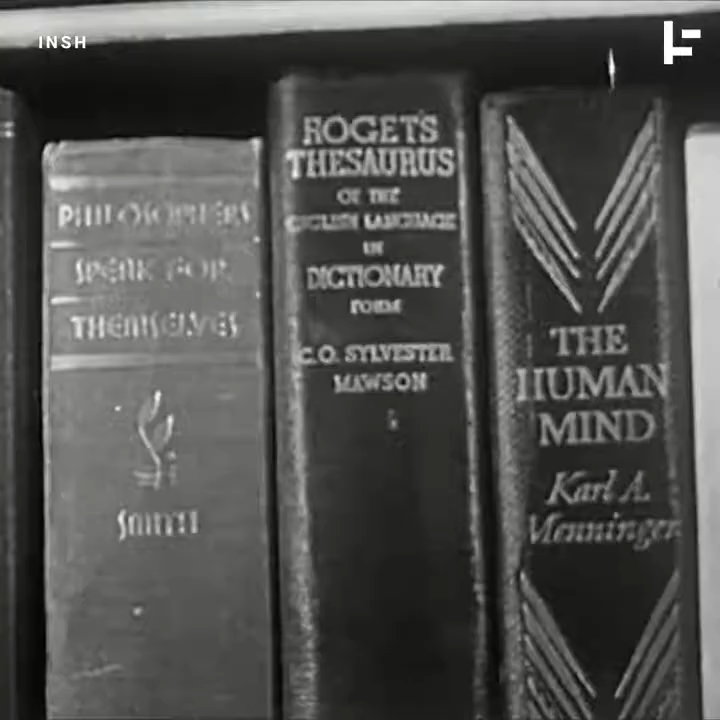 INSH
PHILOSOPHERS
SPEAK FOR
THEMSELVES
SMITH
ROGET'S
THESAURUS
OF THE
ENGLISH LANGUAGE
IN
DICTIONARY
FORM
C.O. SYLVESTER
MAWSON
THE
HUMAN
MIND
Karl A.
Menninger